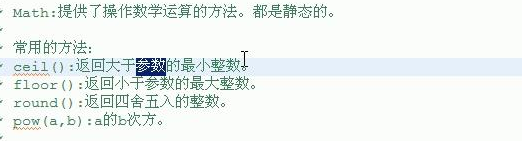 Math:提供了操作数学运算的方法。都是静态的。
常用的方法:
ceil():返回大于参数的最小整数。
floor():返回小于参数的最大整数。
round():返回四舍五入的整数。
pow(a,b):a的b次方。